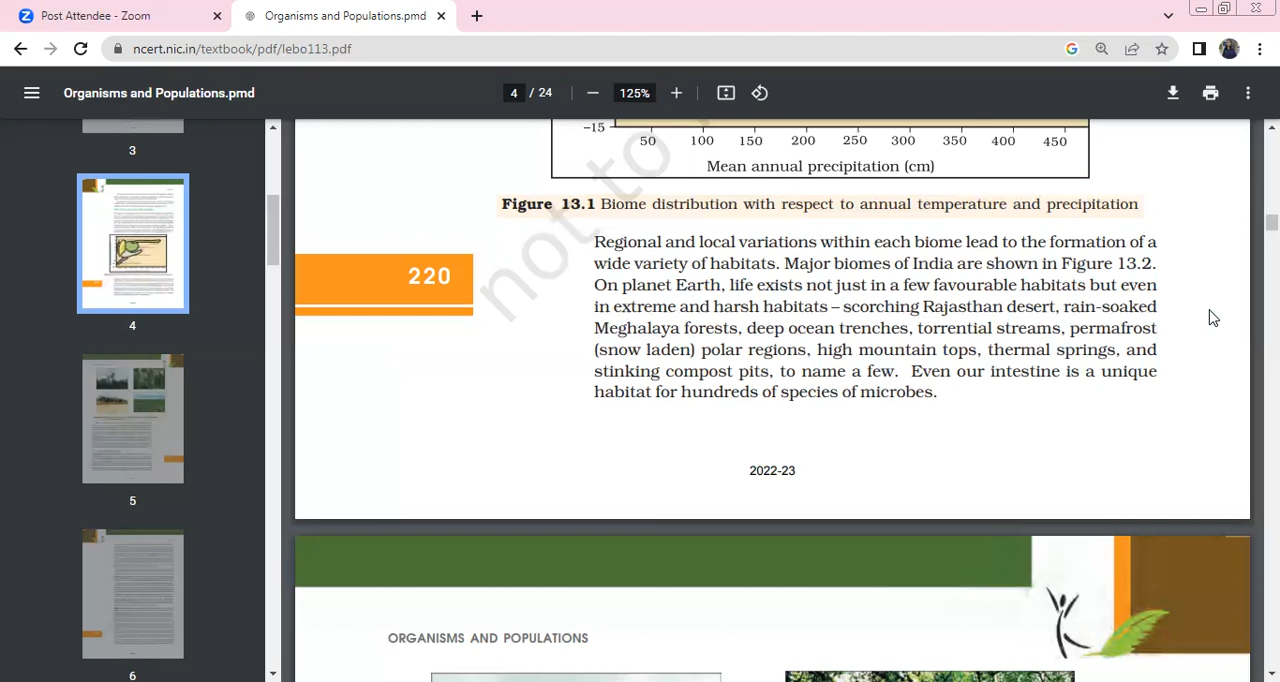 Post Attendee - Zoom
Organisms and Populations.pmd
ncert.nic.in/textbook/pdf/lebo113.pdf
Organisms and Populations.pmd
4 / 24
125%
3
4
5
6
-15
50 100 150 200 250 300 350 400 450
Mean annual precipitation (cm)
Figure 13.1 Biome distribution with respect to annual temperature and precipitation
220
Regional and local variations within each biome lead to the formation of a
wide variety of habitats. Major biomes of India are shown in Figure 13.2.
On planet Earth, life exists not just in a few favourable habitats but even
in extreme and harsh habitats – scorching Rajasthan desert, rain-soaked
Meghalaya forests, deep ocean trenches, torrential streams, permafrost
(snow laden) polar regions, high mountain tops, thermal springs, and
stinking compost pits, to name a few. Even our intestine is a unique
habitat for hundreds of species of microbes.
not to
2022-23
ORGANISMS AND POPULATIONS